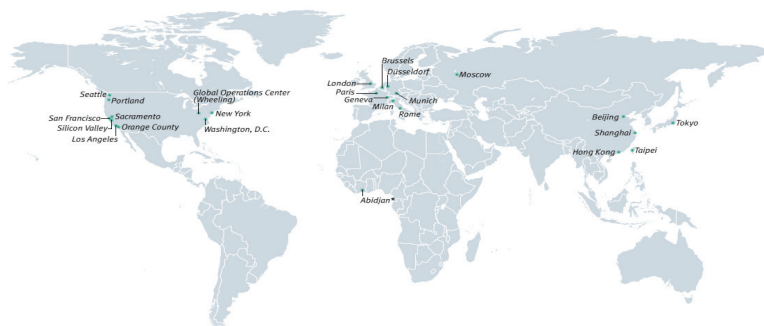 Brussels
Düsseldorf
London
Moscow
Paris
Geneva
Munich
Milan
Rome
Seattle
Portland
Global Operations Center
(Wheeling)
New York
San Francisco
Sacramento
Silicon Valley
Orange County
Washington, D.C.
Los Angeles
Beijing
Tokyo
Shanghai
Hong Kong
Taipei
Abidjan